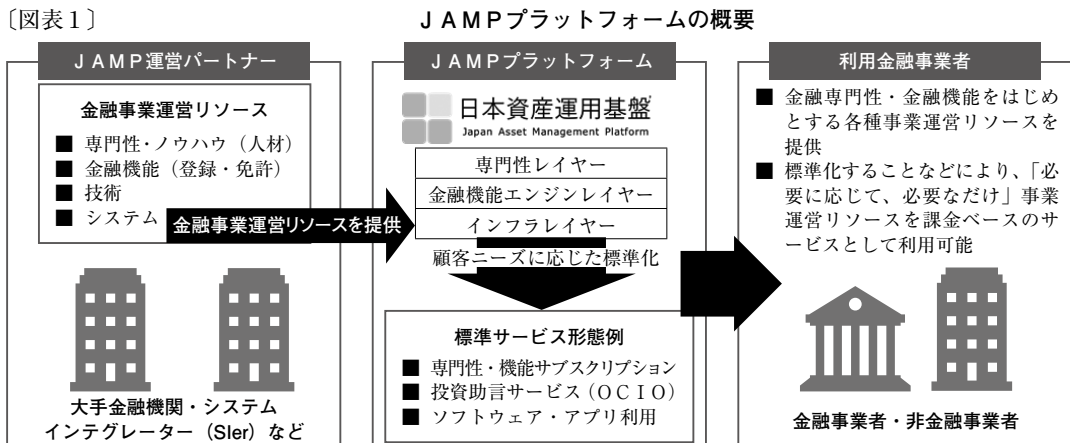 〔図表1〕
JAMPプラットフォームの概要
JAMP運営パートナー
金融事業運営リソース
■ 専門性・ノウハウ（人材）
■ 金融機能（登録・免許）
■ 技術
■ システム
金融事業運営リソースを提供
大手金融機関・システム
インテグレーター（SIer）など
JAMPプラットフォーム
日本資産運用基盤
Japan Asset Management Platform
専門性レイヤー
金融機能エンジンレイヤー
インフラレイヤー
顧客ニーズに応じた標準化
標準サービス形態例
■ 専門性・機能サブスクリプション
■ 投資助言サービス（OCIO）
■ ソフトウェア・アプリ利用
利用金融事業者
■ 金融専門性・金融機能をはじめ
とする各種事業運営リソースを
提供
■ 標準化することなどにより、「必
要に応じて、必要なだけ」事業
運営リソースを課金ベースのサ
ービスとして利用可能
金融事業者・非金融事業者